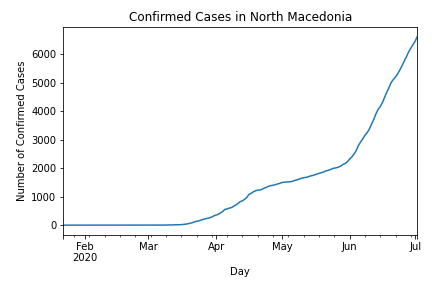 Confirmed Cases in North Macedonia
Number of Confirmed Cases
6000
5000
4000
3000
2000
1000
0
Feb
2020
Mar
Apr
May
Jun
Jul
Day